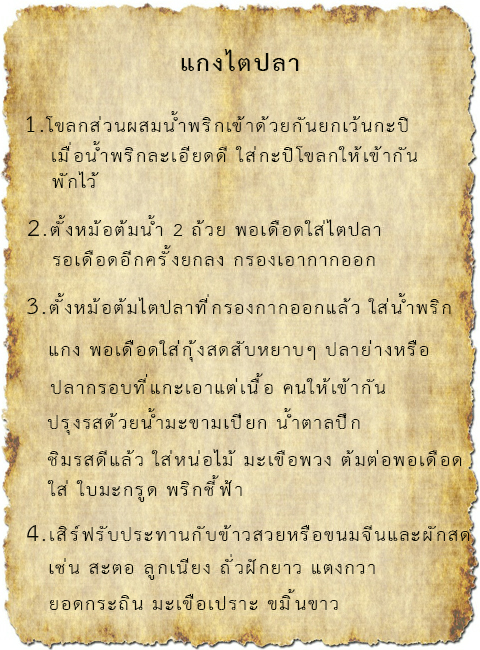 แกงไตปลา
1.โขลกส่วนผสมน้ำพริกเข้าด้วยกันยกเว้นกะปิ
เมื่อน้ำพริกละเอียดดี ใส่กะปิโขลกให้เข้ากัน
พักไว้
2.ตั้งหม้อต้มน้ำ 2 ถ้วย พอเดือดใส่ไตปลา
รอเดือดอีกครั้งยกลง กรองเอากากออก
3.ตั้งหม้อต้มไตปลาที่กรองกากออกแล้ว ใส่น้ำพริก
แกง พอเดือดใส่กุ้งสดสับหยาบๆ ปลาย่างหรือ
ปลากรอบที่แกะเอาแต่เนื้อ คนให้เข้ากัน
ปรุงรสด้วยน้ำมะขามเปียก น้ำตาลปึก
ชิมรสดีแล้ว ใส่หน่อไม้ มะเขือพวง ต้มต่อพอเดือด
ใส่ ใบมะกรูด พริกชี้ฟ้า
4.เสิร์ฟรับประทานกับข้าวสวยหรือขนมจีนและผักสด
เช่น สะตอ ลูกเนียง ถั่วฝักยาว แตงกวา
ยอดกระถิน มะเขือเปราะ ขมิ้นขาว